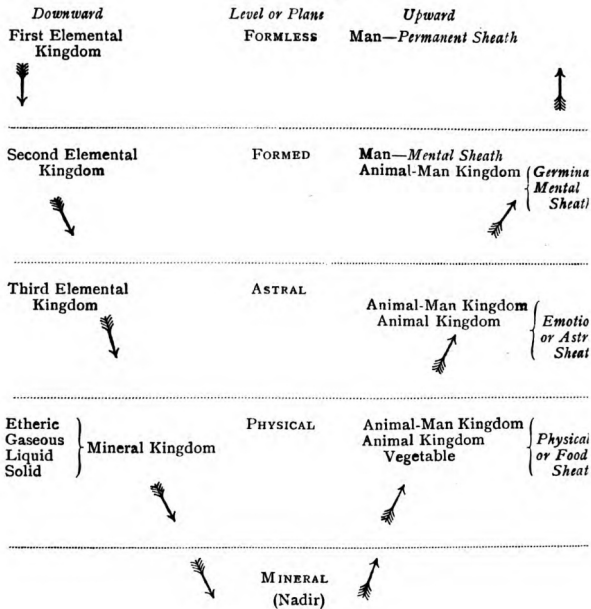 Downward Level or Plane Upward
First Elemental FORMLESS Man—Permanent Sheath
Kingdom
Second Elemental FORMED Man—Mental Sheath
Kingdom Animal-Man Kingdom Germina
Mental
Sheath
Third Elemental ASTRAL
Kingdom Animal-Man Kingdom
Animal Kingdom Emotio
or Astr
Sheat
Etheric PHYSICAL Animal-Man Kingdom
Gaseous Mineral Kingdom Animal Kingdom Physical
Liquid Vegetable or Food
Solid Sheat
MINERAL
(Nadir)